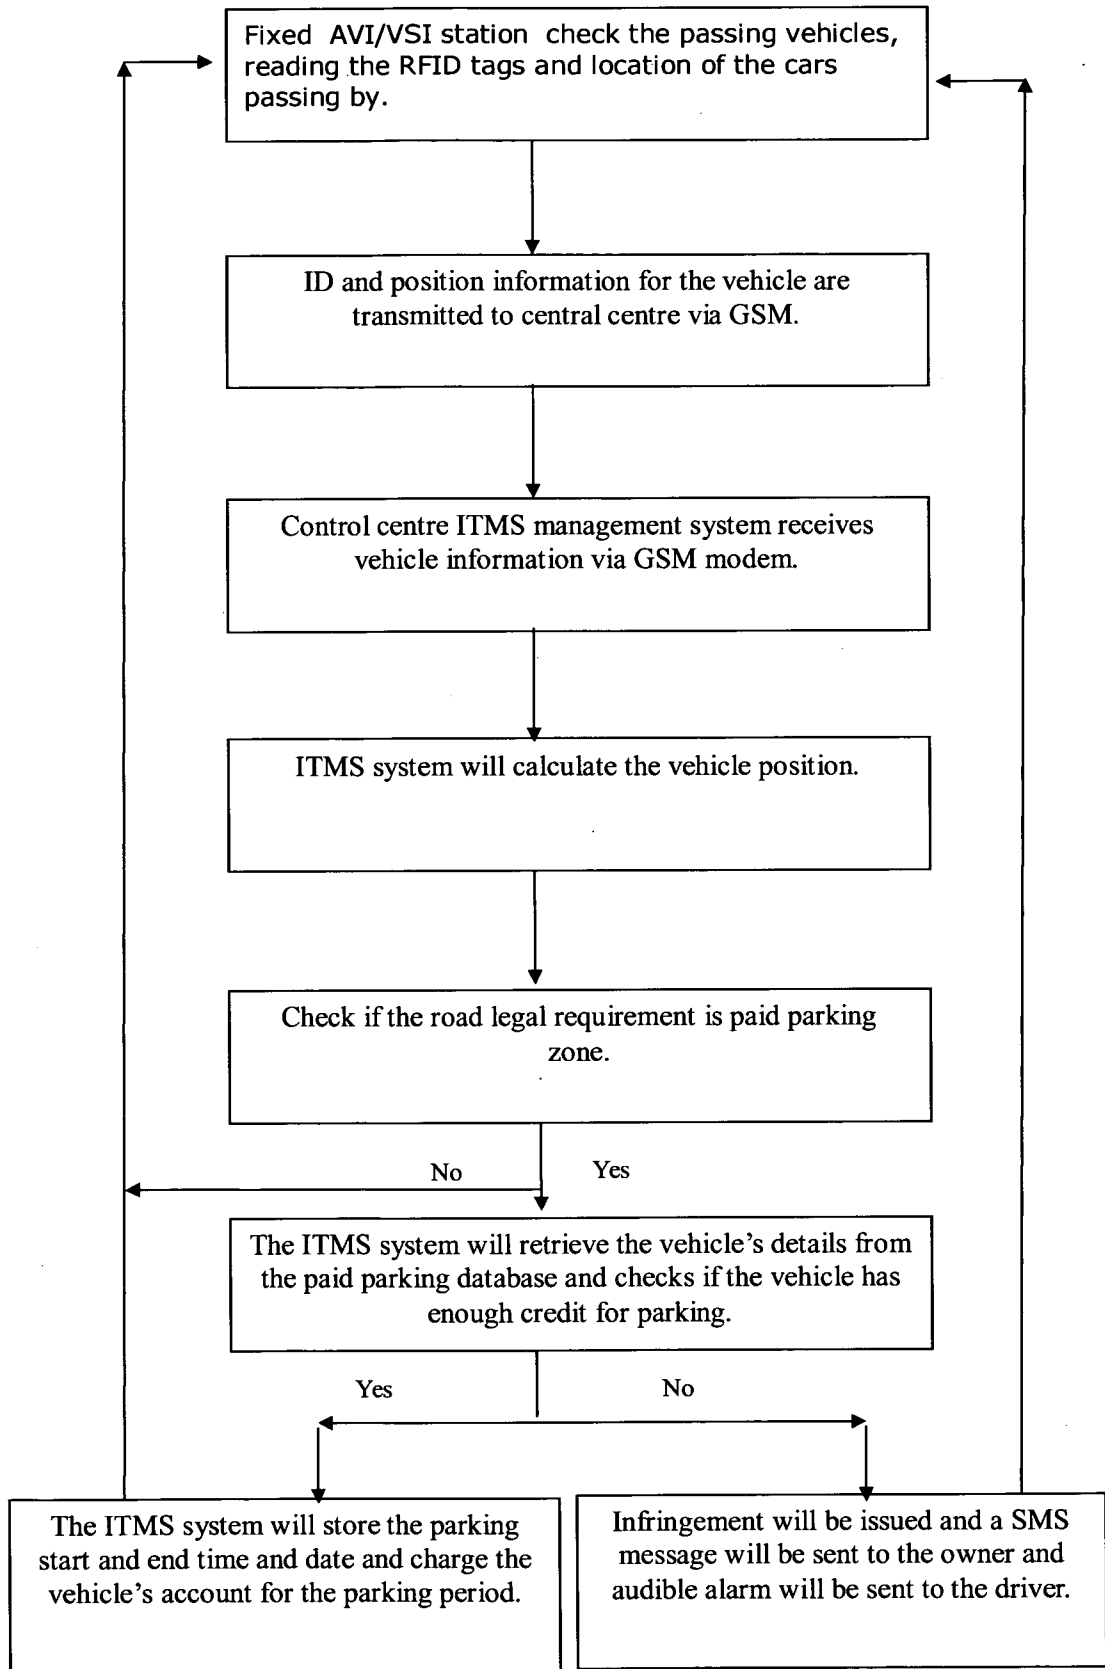 Fixed AVI/VSI station check the passing vehicles,
reading the RFID tags and location of the cars
passing by.
ID and position information for the vehicle are
transmitted to central centre via GSM.
Control centre ITMS management system receives
vehicle information via GSM modem.
ITMS system will calculate the vehicle position.
Check if the road legal requirement is paid parking
zone.
No
Yes
The ITMS system will retrieve the vehicle's details from
the paid parking database and checks if the vehicle has
enough credit for parking.
Yes
No
The ITMS system will store the parking
start and end time and date and charge the
vehicle's account for the parking period.
Infringement will be issued and a SMS
message will be sent to the owner and
audible alarm will be sent to the driver.